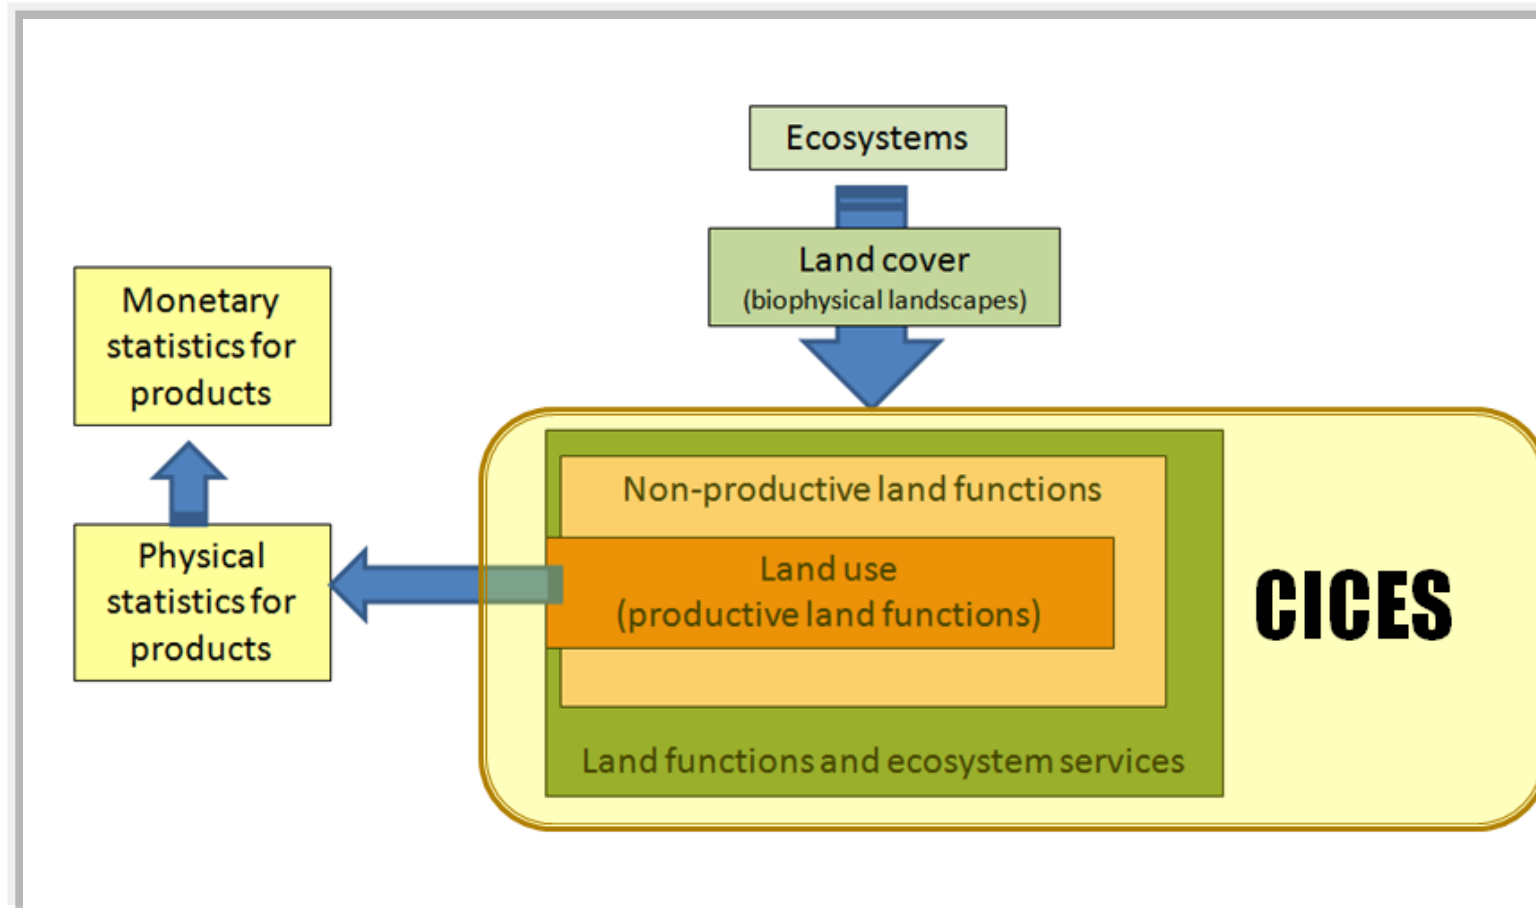 Ecosystems
Land cover
(biophysical landscapes)
Monetary
statistics for
products
Physical
statistics for
products
Non-productive land functions
Land use
(productive land functions)
Land functions and ecosystem services
CICES